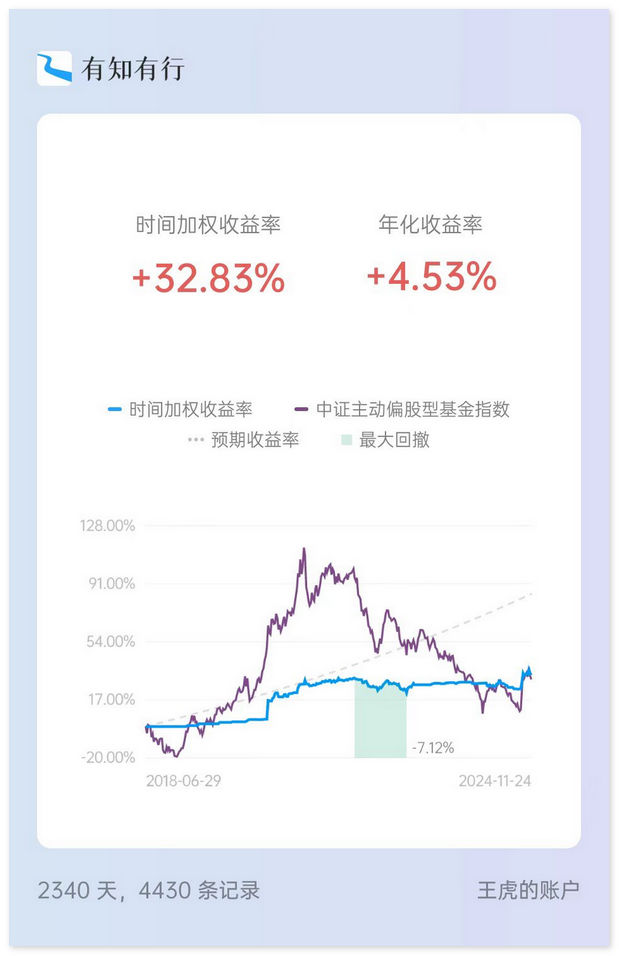 有知有行
时间加权收益率 年化收益率
+32.83% +4.53%
时间加权收益率 中证主动偏股型基金指数
预期收益率 最大回撤
128.00%
91.00%
54.00%
17.00%
-20.00%
-7.12%
2018-06-29 2024-11-24
2340 天，4430 条记录 王虎的账户